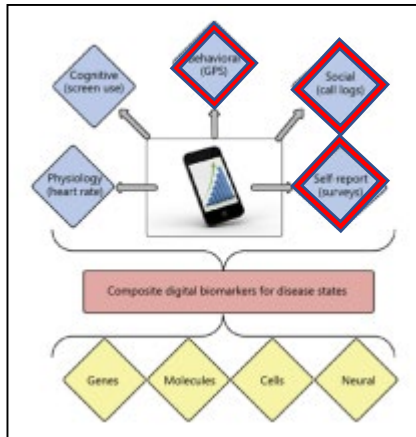 Behavioral
(GPS)
Cognitive
(screen use)
Social
(call logs)
Physiology
(heart rate)
Self-report
(surveys)
Composite digital biomarkers for disease states
Genes
Molecules
Cells
Neural